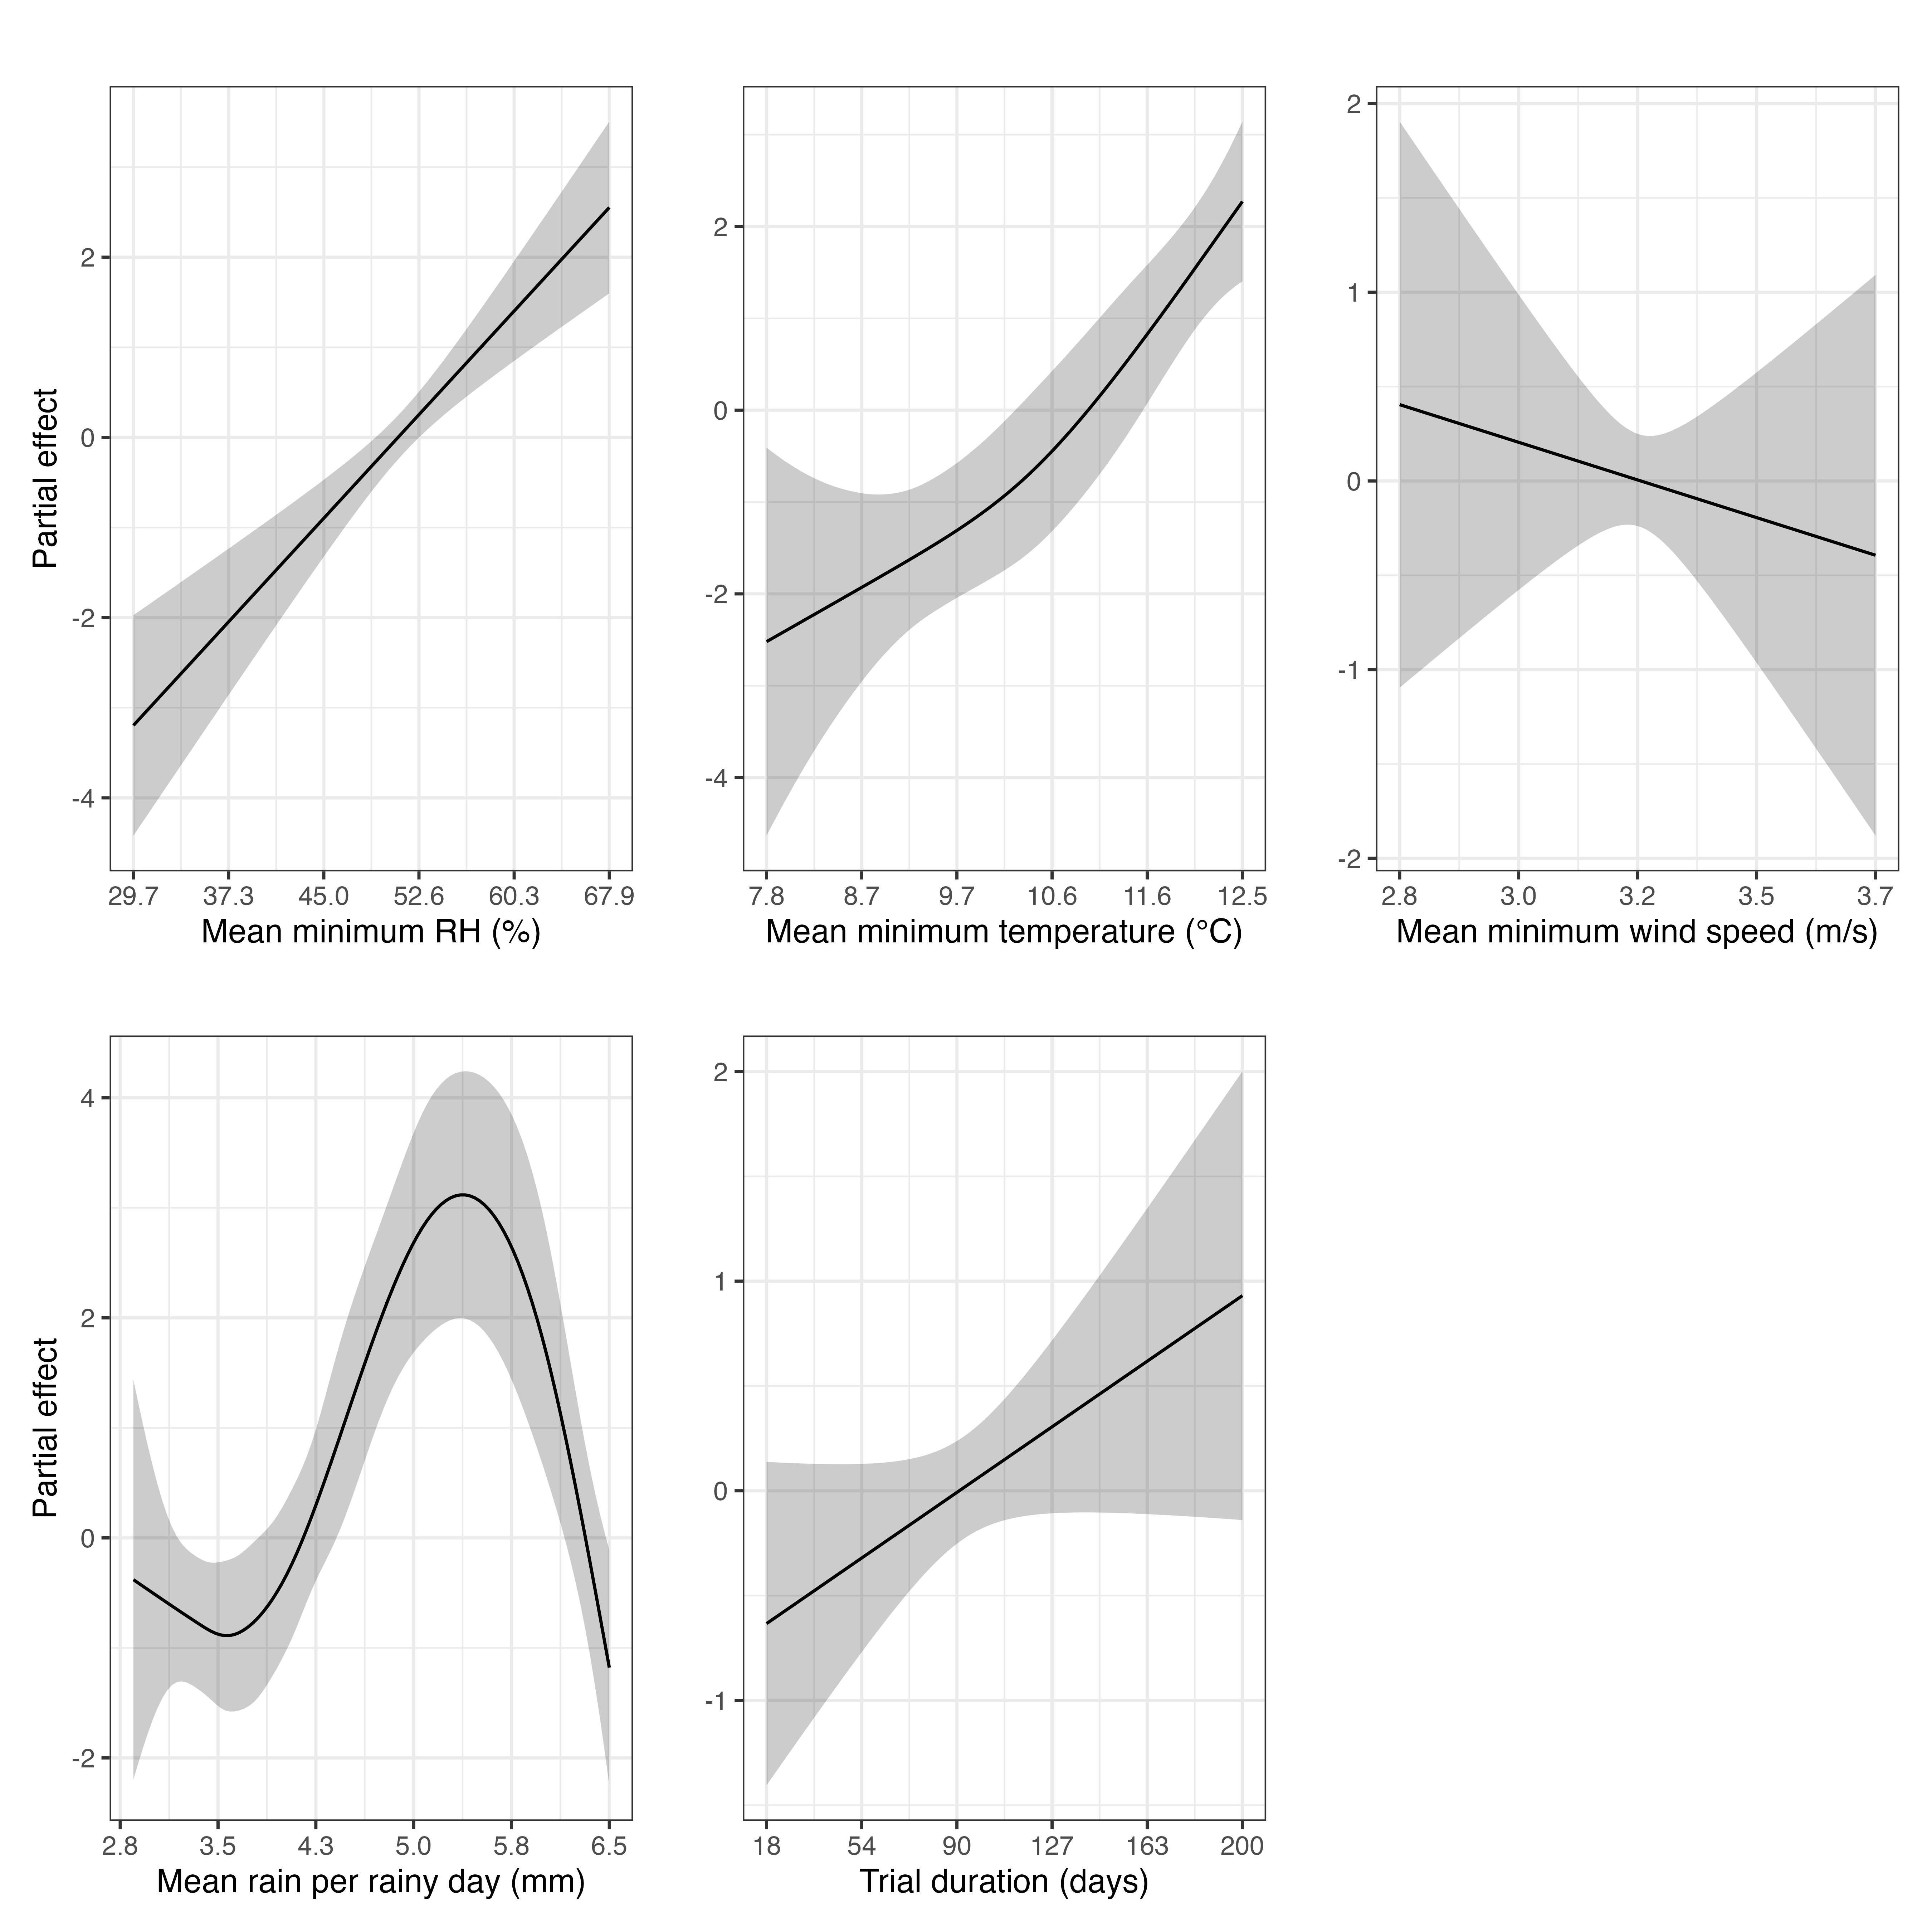 Partial effect
2
0
-2
-4
29.7 37.3 45.0 52.6 60.3 67.9
Mean minimum RH (%)
2
0
-2
-4
7.8 8.7 9.7 10.6 11.6 12.5
Mean minimum temperature (°C)
2
1
0
-1
-2
2.8 3.0 3.2 3.5 3.7
Mean minimum wind speed (m/s)
Partial effect
4
2
0
-2
2.8 3.5 4.3 5.0 5.8 6.5
Mean rain per rainy day (mm)
2
1
0
-1
18 54 90 127 163 200
Trial duration (days)